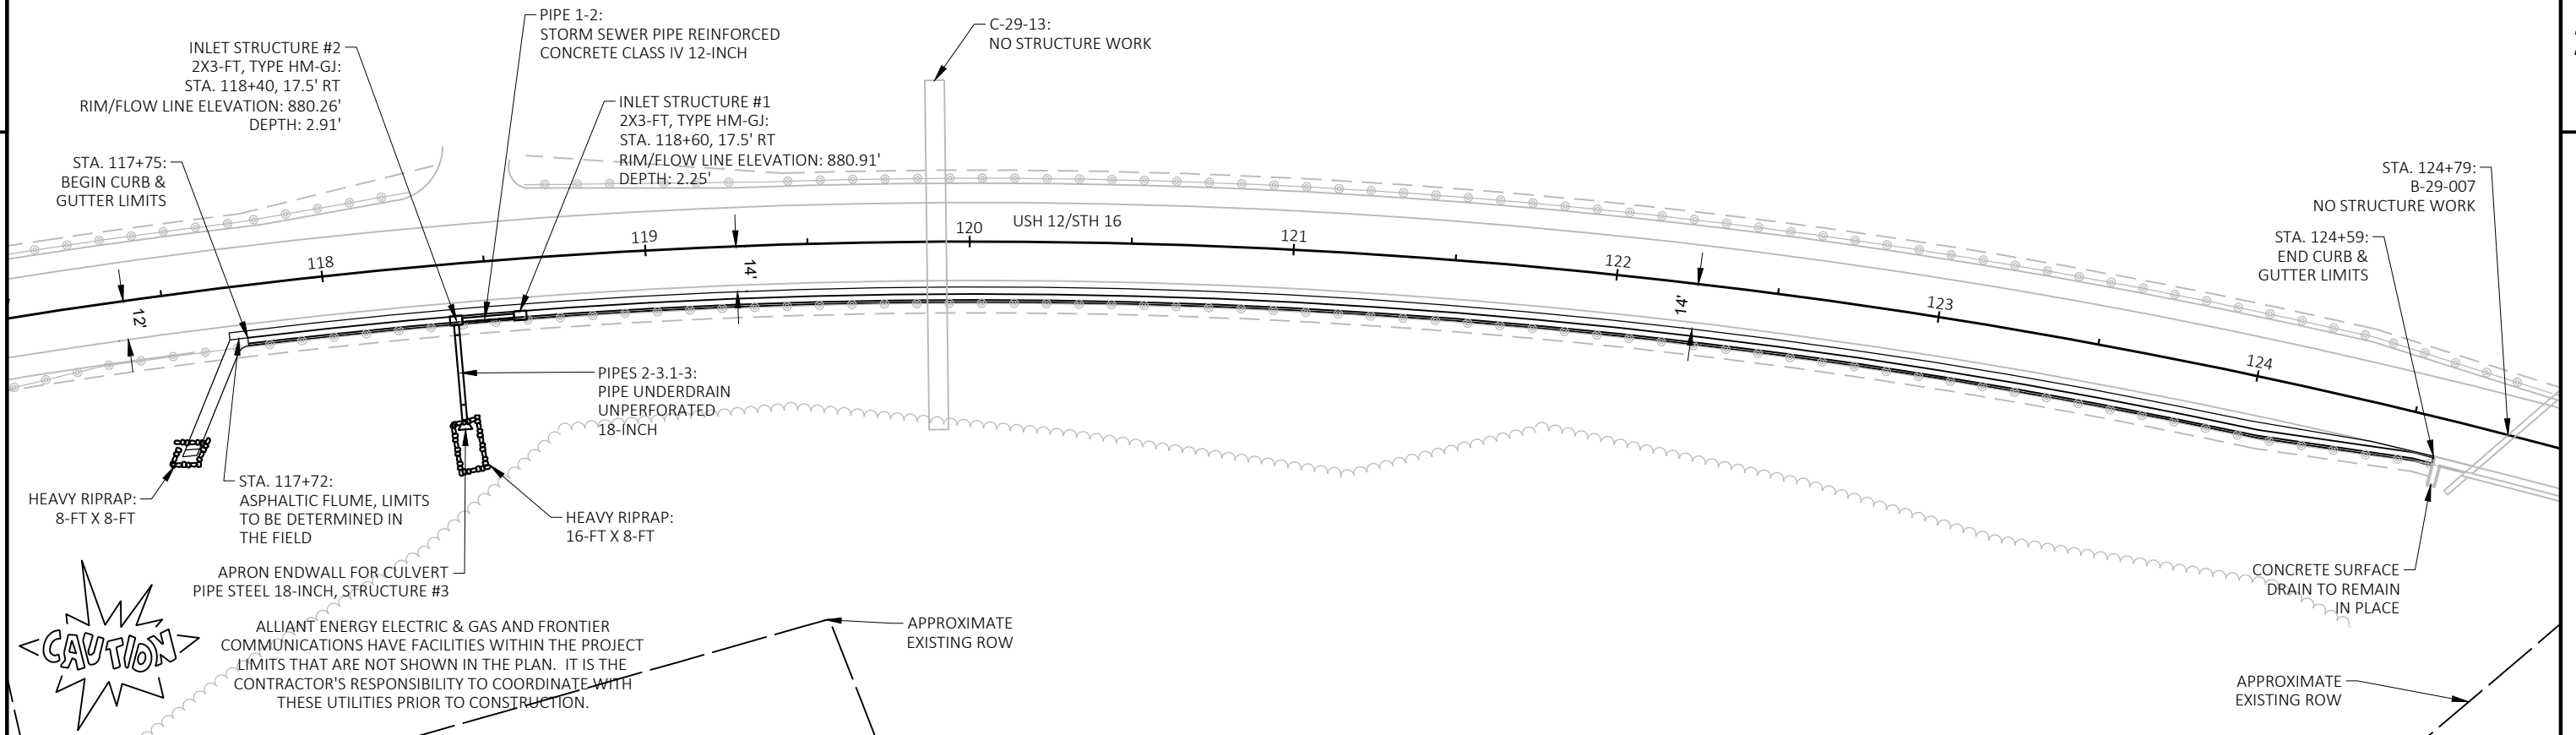 PIPE 1-2:
STORM SEWER PIPE REINFORCED
CONCRETE CLASS IV 12-INCH
C-29-13:
NO STRUCTURE WORK
INLET STRUCTURE #2
2X3-FT, TYPE HM-GJ:
STA. 118+40, 17.5' RT
RIM/FLOW LINE ELEVATION: 880.26'
DEPTH: 2.91'
INLET STRUCTURE #1
2X3-FT, TYPE HM-GJ:
STA. 118+60, 17.5' RT
RIM/FLOW LINE ELEVATION: 880.91'
DEPTH: 2.25'
STA. 117+75:
BEGIN CURB &
GUTTER LIMITS
STA. 124+79:
B-29-007
NO STRUCTURE WORK
STA. 124+59:
END CURB &
GUTTER LIMITS
118
119
120
USH 12/STH 16
121
122
123
124
12'
14'
14'
PIPES 2-3.1-3:
PIPE UNDERDRAIN
UNPERFORATED
18-INCH
HEAVY RIPRAP:
8-FT X 8-FT
STA. 117+72:
ASPHALTIC FLUME, LIMITS
TO BE DETERMINED IN
THE FIELD
HEAVY RIPRAP:
16-FT X 8-FT
APRON ENDWALL FOR CULVERT
PIPE STEEL 18-INCH, STRUCTURE #3
CONCRETE SURFACE
DRAIN TO REMAIN
IN PLACE
CAUTION
ALLIANT ENERGY ELECTRIC & GAS AND FRONTIER
COMMUNICATIONS HAVE FACILITIES WITHIN THE PROJECT
LIMITS THAT ARE NOT SHOWN IN THE PLAN. IT IS THE
CONTRACTOR'S RESPONSIBILITY TO COORDINATE WITH
THESE UTILITIES PRIOR TO CONSTRUCTION.
APPROXIMATE
EXISTING ROW
APPROXIMATE
EXISTING ROW